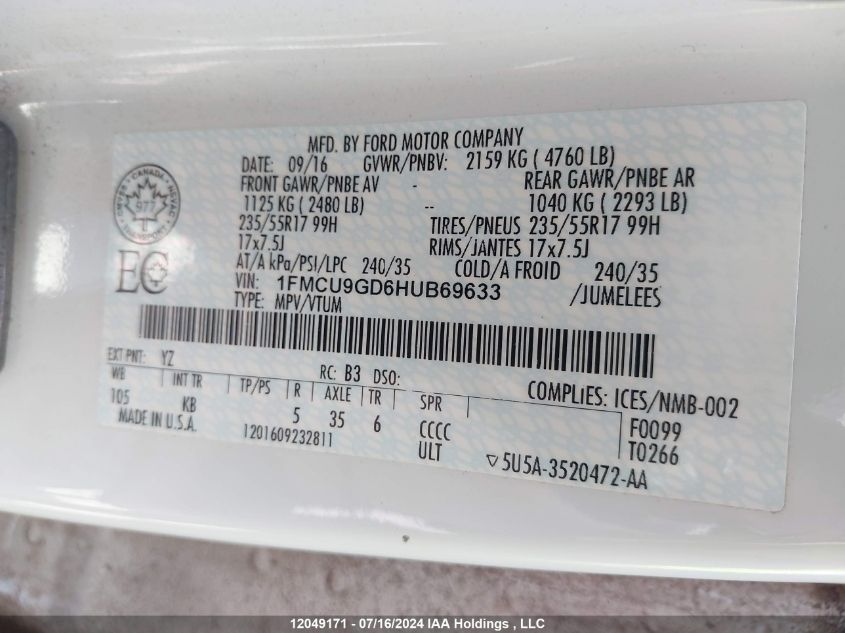 MFD. BY FORD MOTOR COMPANY
DATE: 09/16 GVWR/PNBV: 2159 KG ( 4760 LB)
FRONT GAWR/PNBE AV - REAR GAWR/PNBE AR
1125 KG ( 2480 LB) -- 1040 KG ( 2293 LB)
235/55R17 99H TIRES/PNEUS 235/55R17 99H
17x7.5J RIMS/JANTES 17x7.5J
AT/A kPa/PSI/LPC 240/35 COLD/A FROID 240/35
VIN: 1FMCU9GD6HUB69633 /JUMELEES
TYPE: MPV/VTUM
CANADA
977
TRANSPORT
EC
EXT PNT: YZ RC: B3 DSO:
WB INT TR TP/PS R AXLE TR SPR COMPLIES: ICES/NMB-002
105 KB 5 35 6 CCCC F0099
MADE IN U.S.A. 1201609232811 ULT T0266
▽5U5A-3520472-AA
12049171 - 07/16/2024 IAA Holdings , LLC